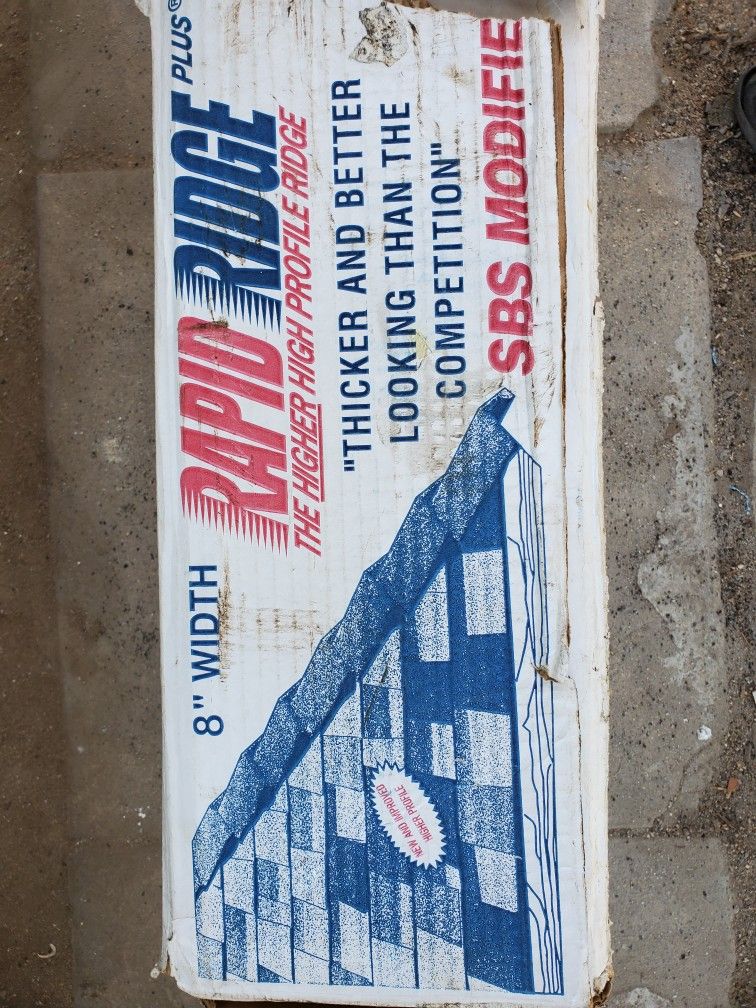 8" WIDTH
RAPID RIDGE PLUS®
THE HIGHER HIGH PROFILE RIDGE
"THICKER AND BETTER
LOOKING THAN THE
COMPETITION"
SBS MODIFIE
NEW AND IMPROVED
HIGHER PROFILE